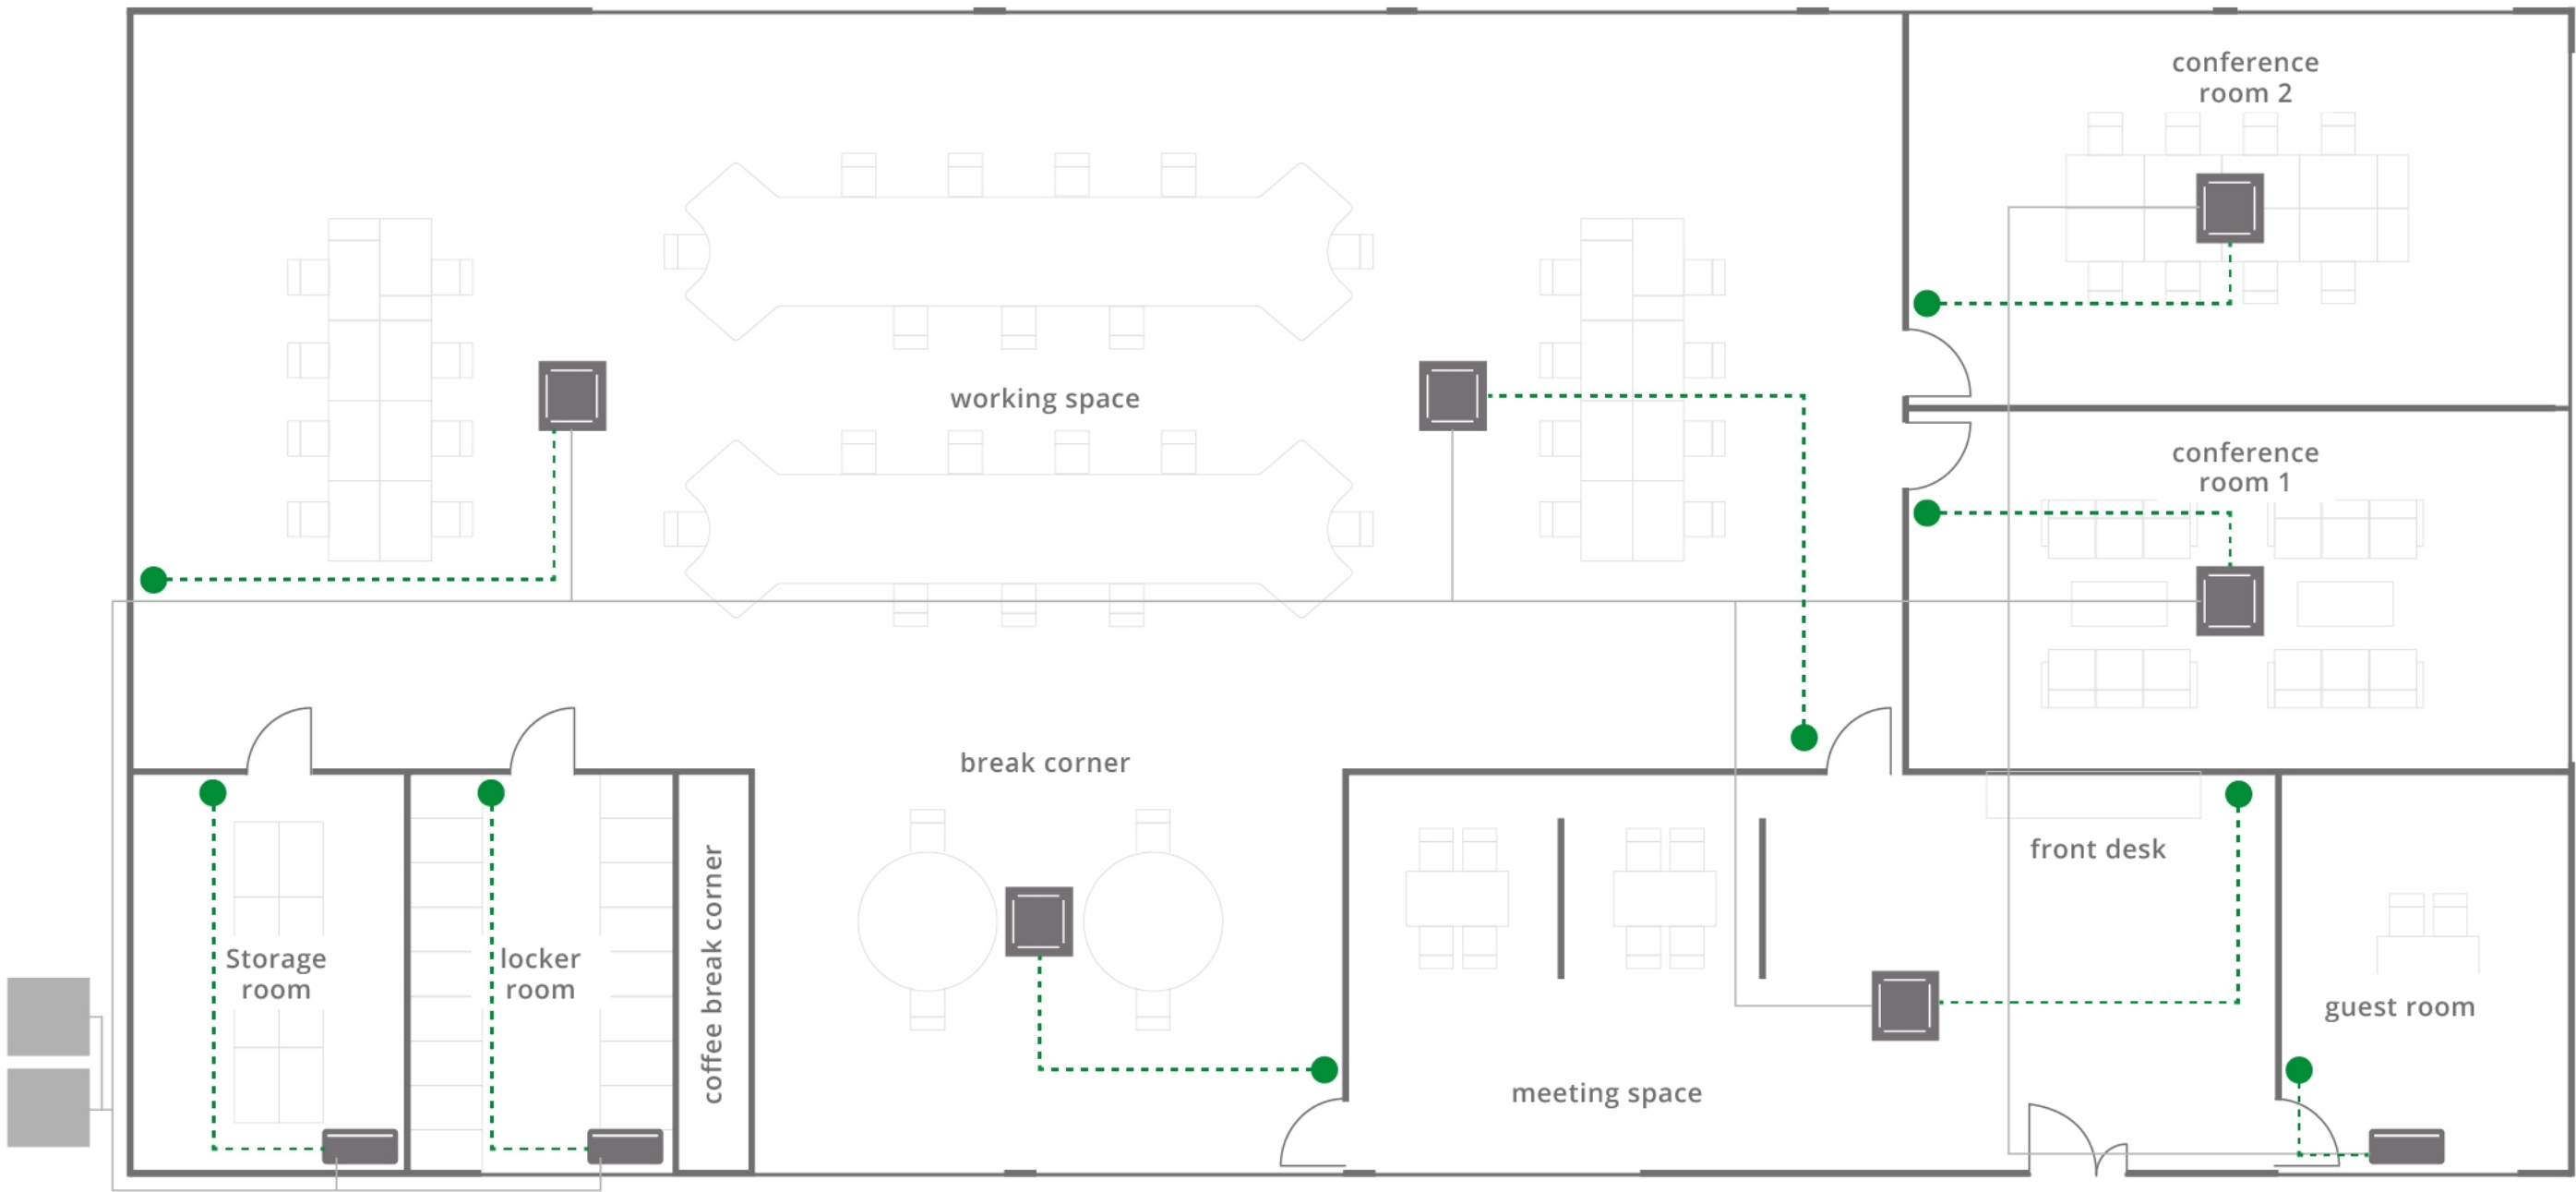 conference
room 2
working space
conference
room 1
break corner
front desk
Storage
room
locker
room
coffee break corner
guest room
meeting space